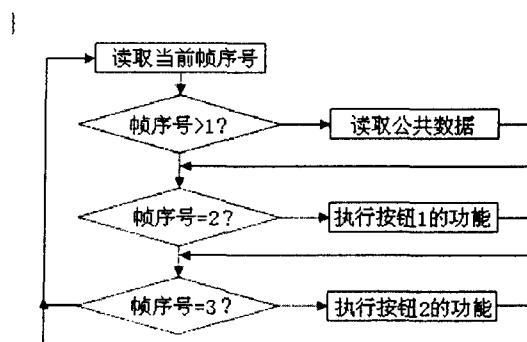 }
读取当前帧序号
帧序号>1?
读取公共数据
帧序号=2?
执行按钮1的功能
帧序号=3?
执行按钮2的功能